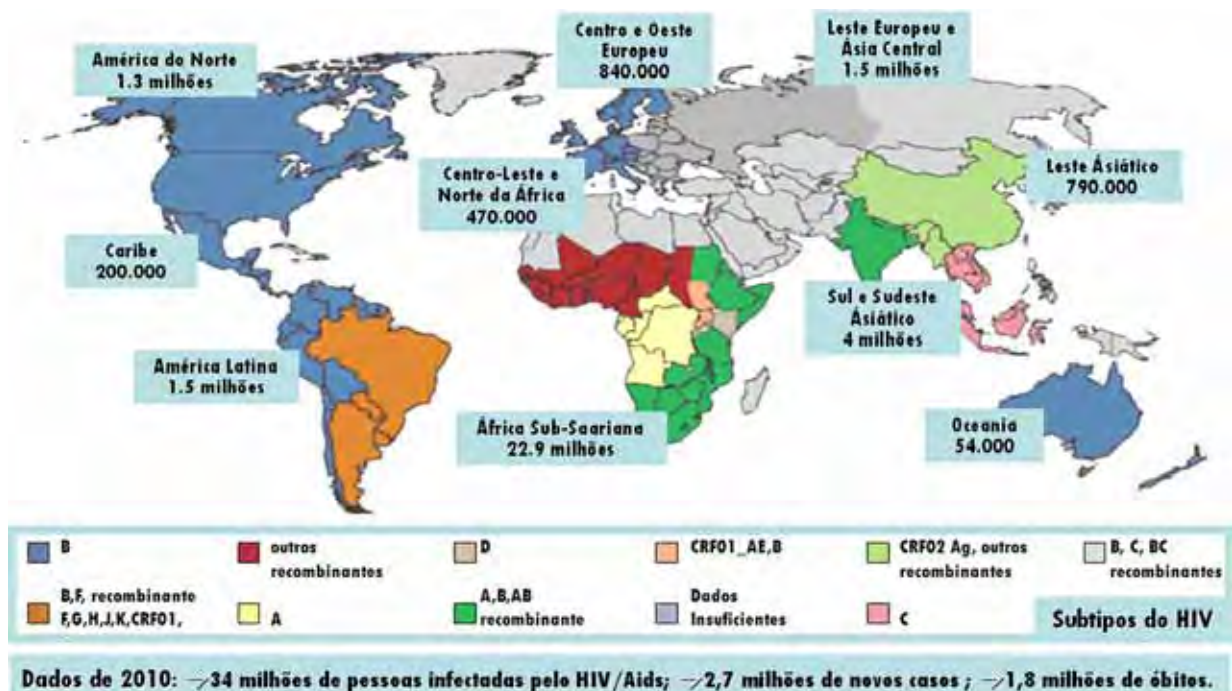 América do Norte
1.3 milhões
Centro e Oeste
Europeu
840.000
Leste Europeu e
Ásia Central
1.5 milhões
Centro-Leste e
Norte da África
470.000
Leste Ásiático
790.000
Caribe
200.000
Sul e Sudeste
Ásiático
4 milhões
América Latina
1.5 milhões
África Sub-Saariana
22.9 milhões
Oceania
54.000
B
outros
recombinantes
D
CRF01_AE,B
CRF02 Ag, outros
recombinantes
B, C, BC
recombinantes
B,F, recombinante
F,G,H,J,K,CRF01,
A
A,B,AB
recombinante
Dados
Insuficientes
C
Subtipos do HIV
Dados de 2010: -/34 milhões de pessoas infectadas pelo HIV/Aids; -/2,7 milhões de novos casos ; -/1,8 milhões de óbitos.